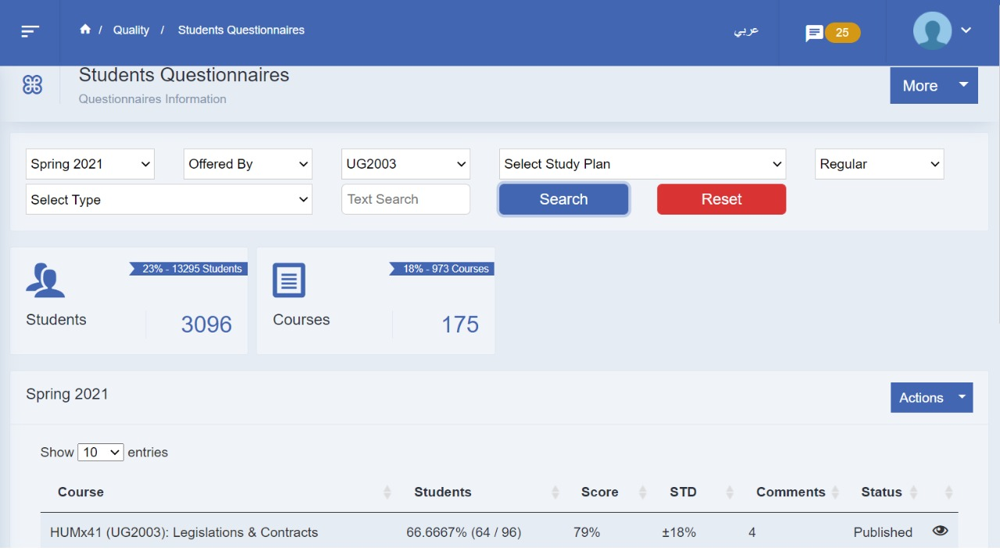 / Quality / Students Questionnaires
عربي
25
Students Questionnaires
Questionnaires Information
More
Spring 2021
Offered By
UG2003
Select Study Plan
Regular
Select Type
Text Search
Search
Reset
23% - 13295 Students
Students
3096
18% - 973 Courses
Courses
175
Spring 2021
Actions
Show 10 entries
Course Students Score STD Comments Status
HUMx41 (UG2003): Legislations & Contracts 66.6667% (64 / 96) 79% ±18% 4 Published